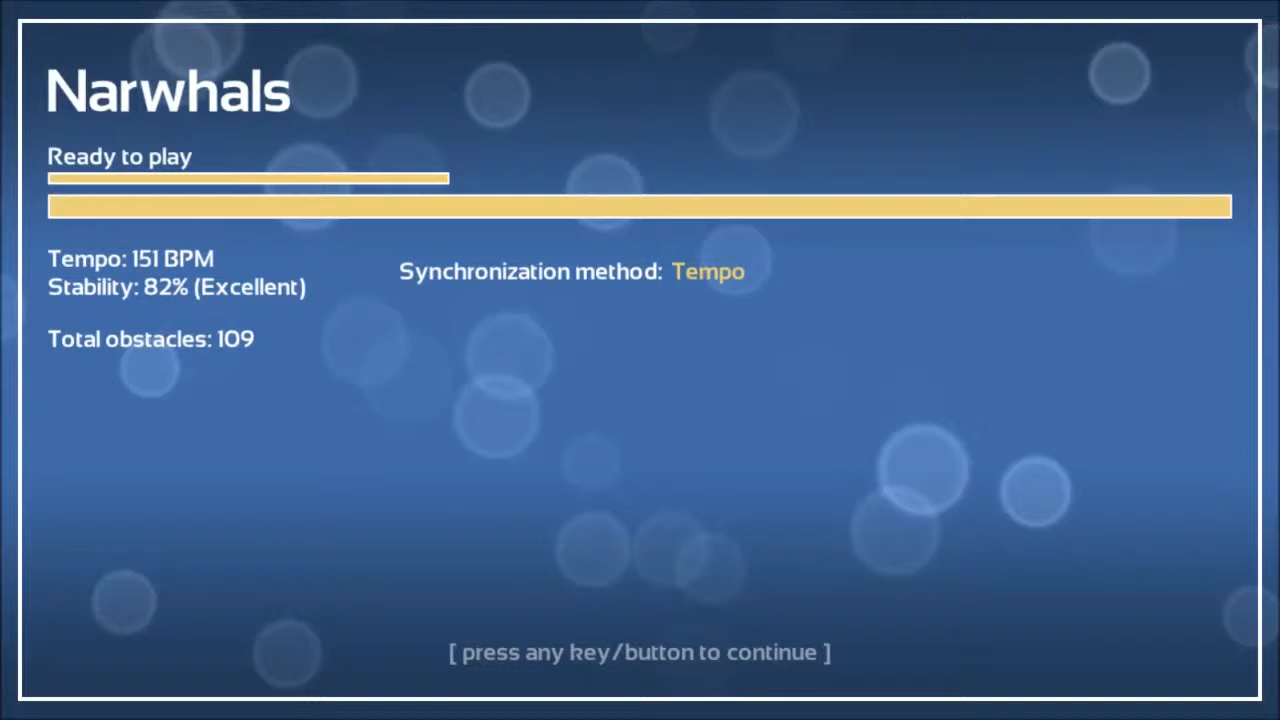 Narwhals
Ready to play
Tempo: 151 BPM
Stability: 82% (Excellent)
Synchronization method: Tempo
Total obstacles: 109
[ press any key/button to continue ]